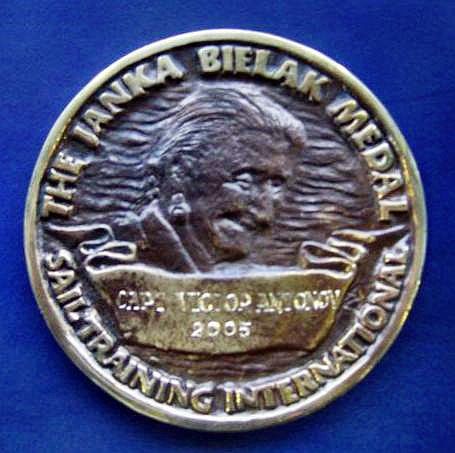 THE JANKA BIELAK MEDAL
CAPT VICTOR ANTONOV
2005
SAIL TRAINING INTERNATIONAL